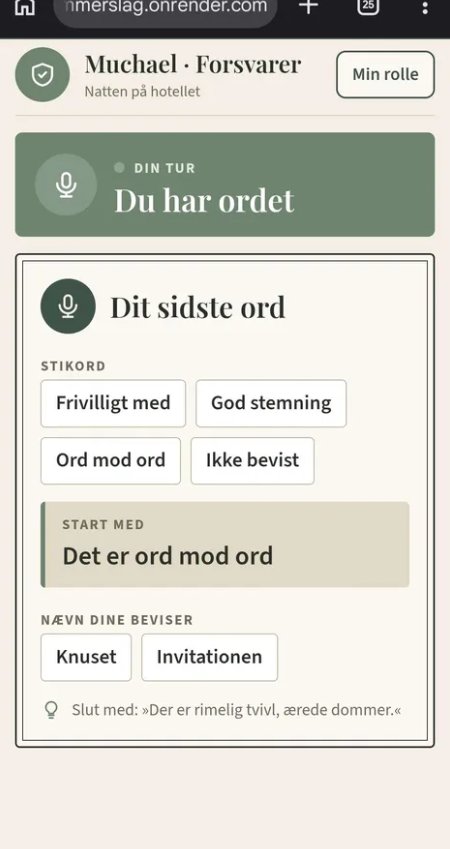 nmerslag.onrender.com
25
Muchael · Forsvarer
Natten på hotellet
Min rolle
DIN TUR
Du har ordet
Dit sidste ord
STIKORD
Frivilligt med
God stemning
Ord mod ord
Ikke bevist
START MED
Det er ord mod ord
NÆVN DINE BEVISER
Knuset
Invitationen
Slut med: »Der er rimelig tvivl, ærede dommer.«